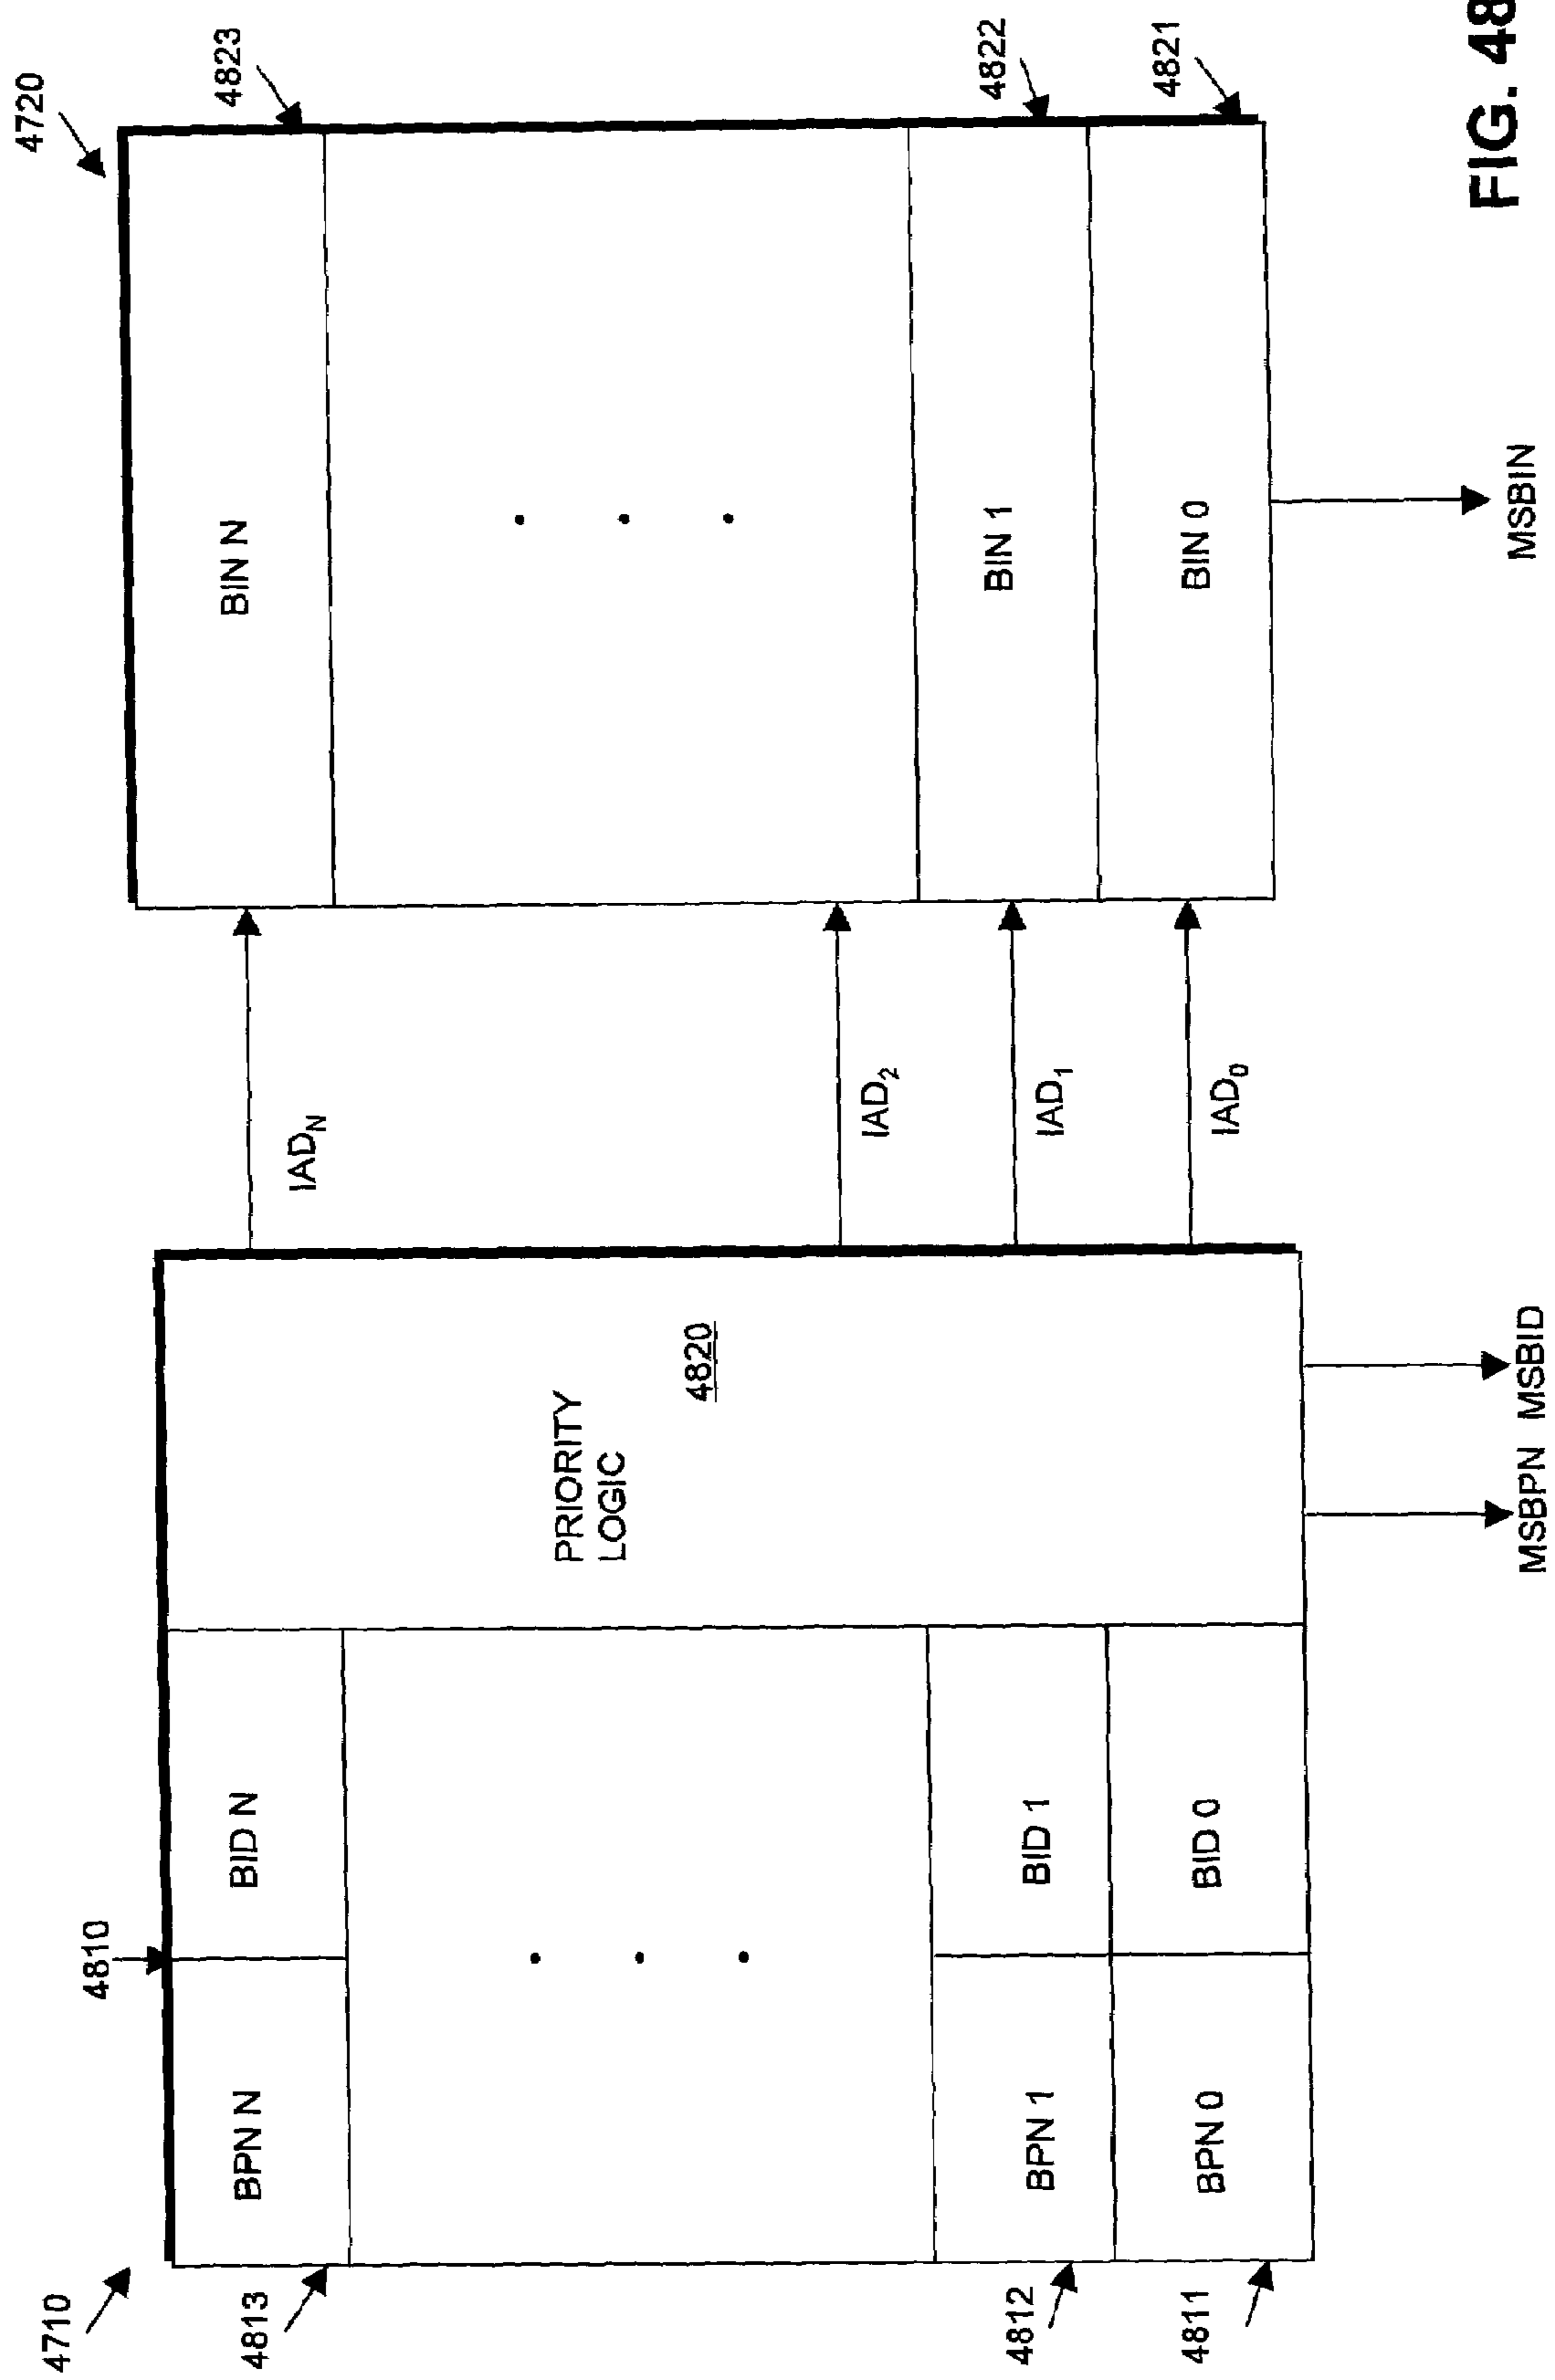 4710
4720
4810
4813
BPN N
BID N
BIN N
4823
IAD_N
PRIORITY
LOGIC
4820
IAD_2
4812
BPN 1
BID 1
IAD_1
BIN 1
4822
4811
BPN 0
BID 0
IAD_0
BIN 0
4821
MSBPN MSBID
MSBIN
FIG. 48